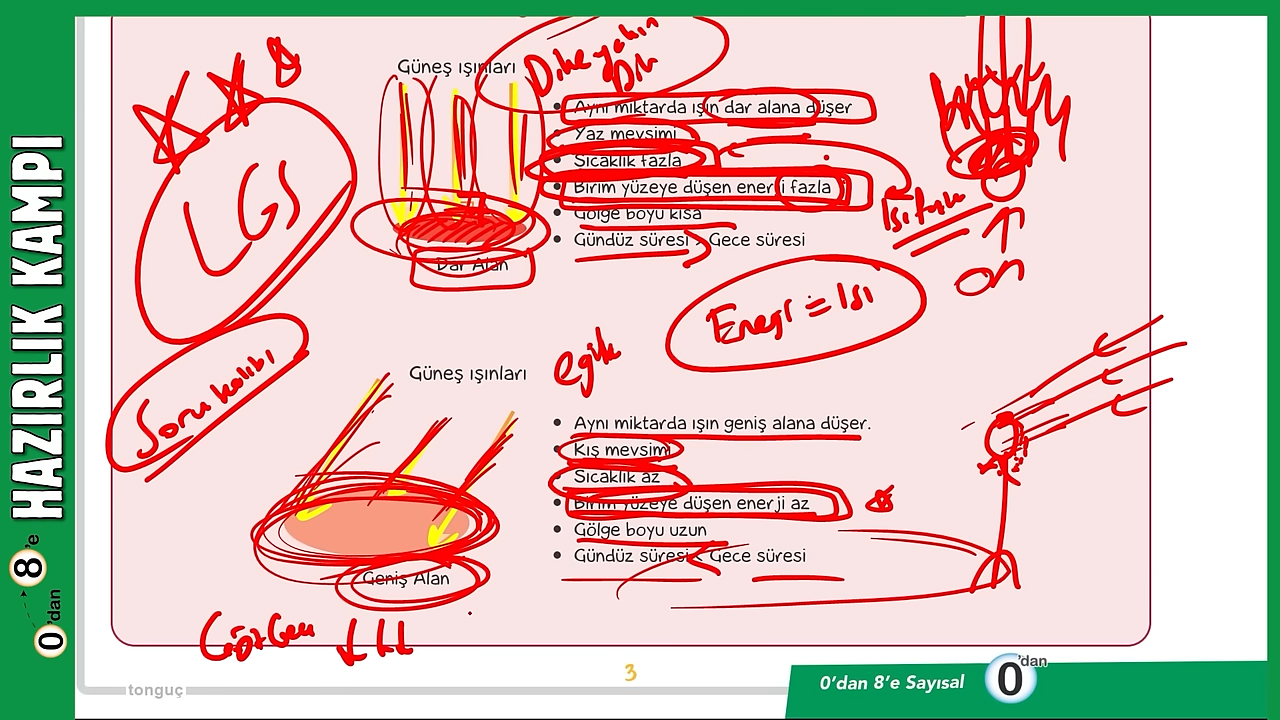 HAZIRLIK KAMPI
0'dan 8'e
LGS
Soru kalıbı
Güneş ışınları
Dike yakın
Dik
Aynı miktarda ışın dar alana düşer
Yaz mevsimi
Sıcaklık fazla
Birim yüzeye düşen enerji fazla
Gölge boyu kısa
Gündüz süresi > Gece süresi
Dar Alan
Enerji = Isı
Güneş ışınları
eğik
Aynı miktarda ışın geniş alana düşer.
Kış mevsimi
Sıcaklık az
Birim yüzeye düşen enerji az
Gölge boyu uzun
Gündüz süresi < Gece süresi
Geniş Alan
3
tonguç
0'dan 8'e Sayısal
0'dan